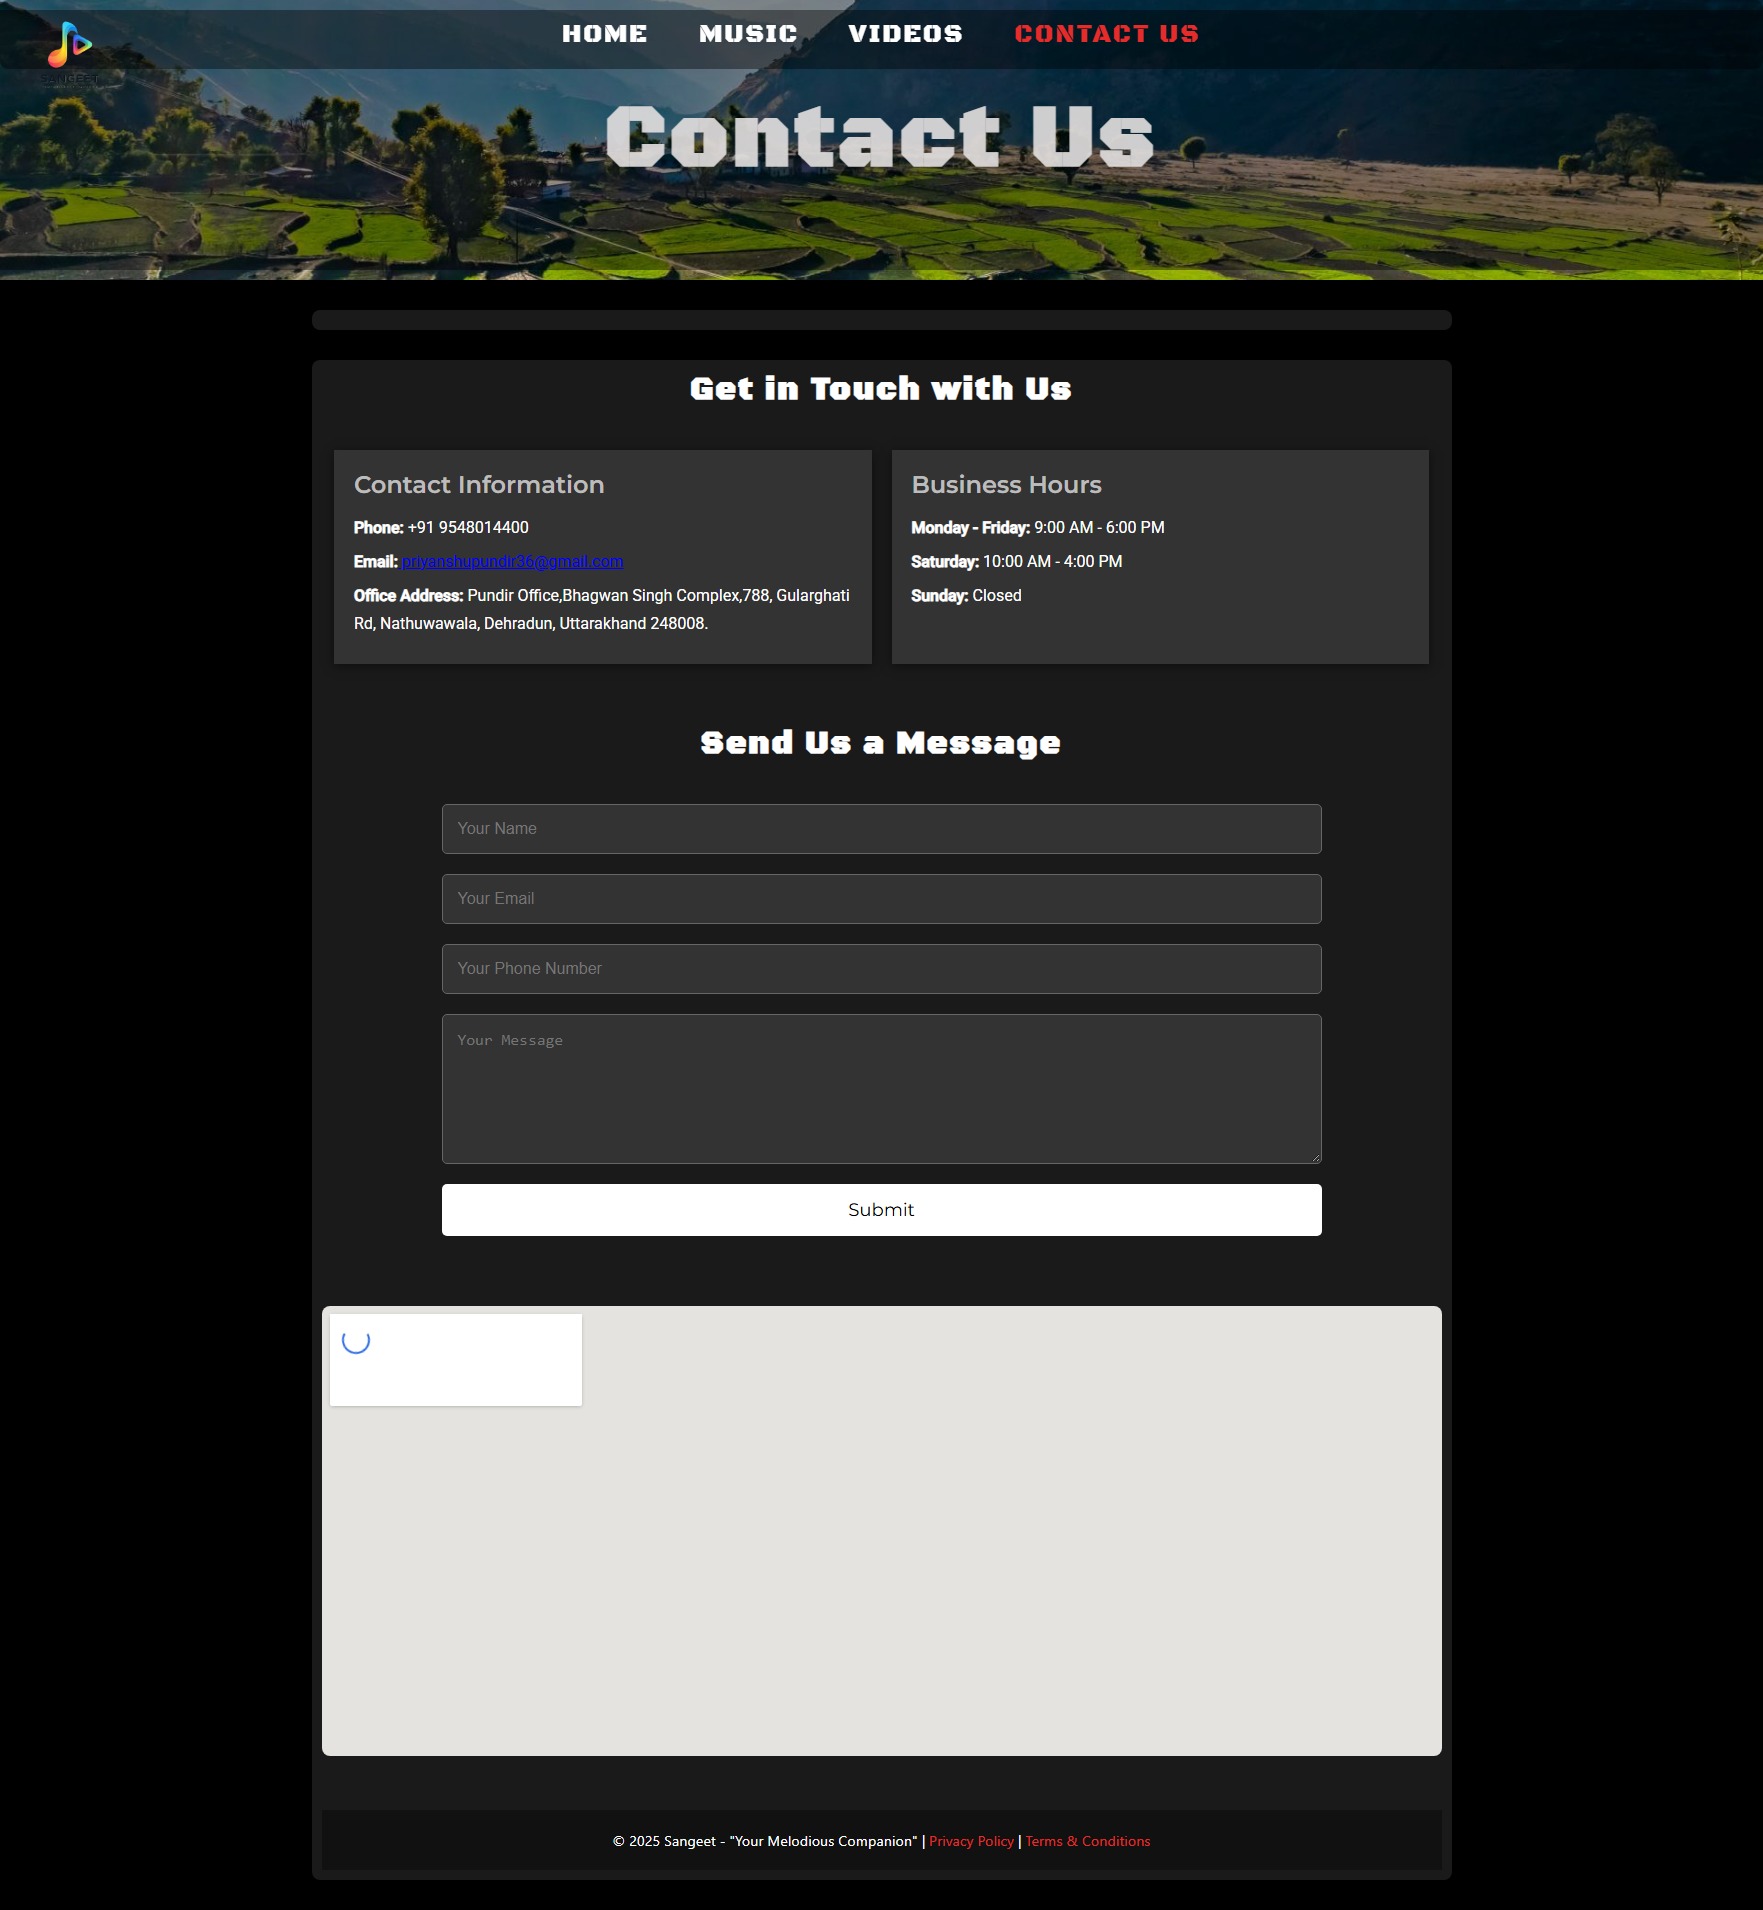 SANGEET
HOME MUSIC VIDEOS CONTACT US
Contact Us
Get in Touch with Us
Contact Information
Phone: +91 9548014400
Email: priyanshupundir36@gmail.com
Office Address: Pundir Office,Bhagwan Singh Complex,788, Gularghati
Rd, Nathuwawala, Dehradun, Uttarakhand 248008.
Business Hours
Monday - Friday: 9:00 AM - 6:00 PM
Saturday: 10:00 AM - 4:00 PM
Sunday: Closed
Send Us a Message
Your Name
Your Email
Your Phone Number
Your Message
Submit
© 2025 Sangeet - "Your Melodious Companion" | Privacy Policy | Terms & Conditions